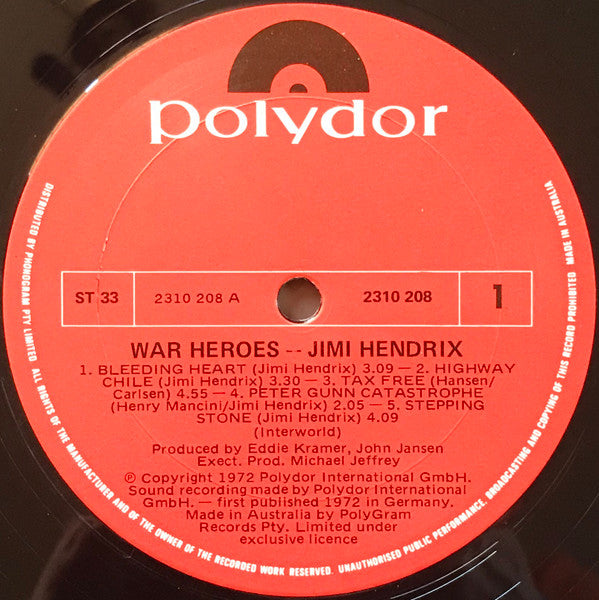 polydor
ST 33
2310 208 A
2310 208
1
WAR HEROES -- JIMI HENDRIX
1. BLEEDING HEART (Jimi Hendrix) 3.09 — 2. HIGHWAY
CHILE (Jimi Hendrix) 3.30 — 3. TAX FREE (Hansen/
Carlsen) 4.55 — 4. PETER GUNN CATASTROPHE
(Henry Mancini/Jimi Hendrix) 2.05 — 5. STEPPING
STONE (Jimi Hendrix) 4.09
(Interworld)
Produced by Eddie Kramer, John Jansen
Exect. Prod. Michael Jeffrey
℗ Copyright 1972 Polydor International GmbH.
Sound recording made by Polydor International
GmbH. — first published 1972 in Germany.
Made in Australia by PolyGram
Records Pty. Limited under
exclusive licence
DISTRIBUTED BY PHONOGRAM PTY LIMITED ALL RIGHTS OF THE MANUFACTURER AND OF THE OWNER OF THE RECORDED WORK RESERVED. UNAUTHORISED PUBLIC PERFORMANCE, BROADCASTING AND COPYING OF THIS RECORD PROHIBITED MADE IN AUSTRALIA